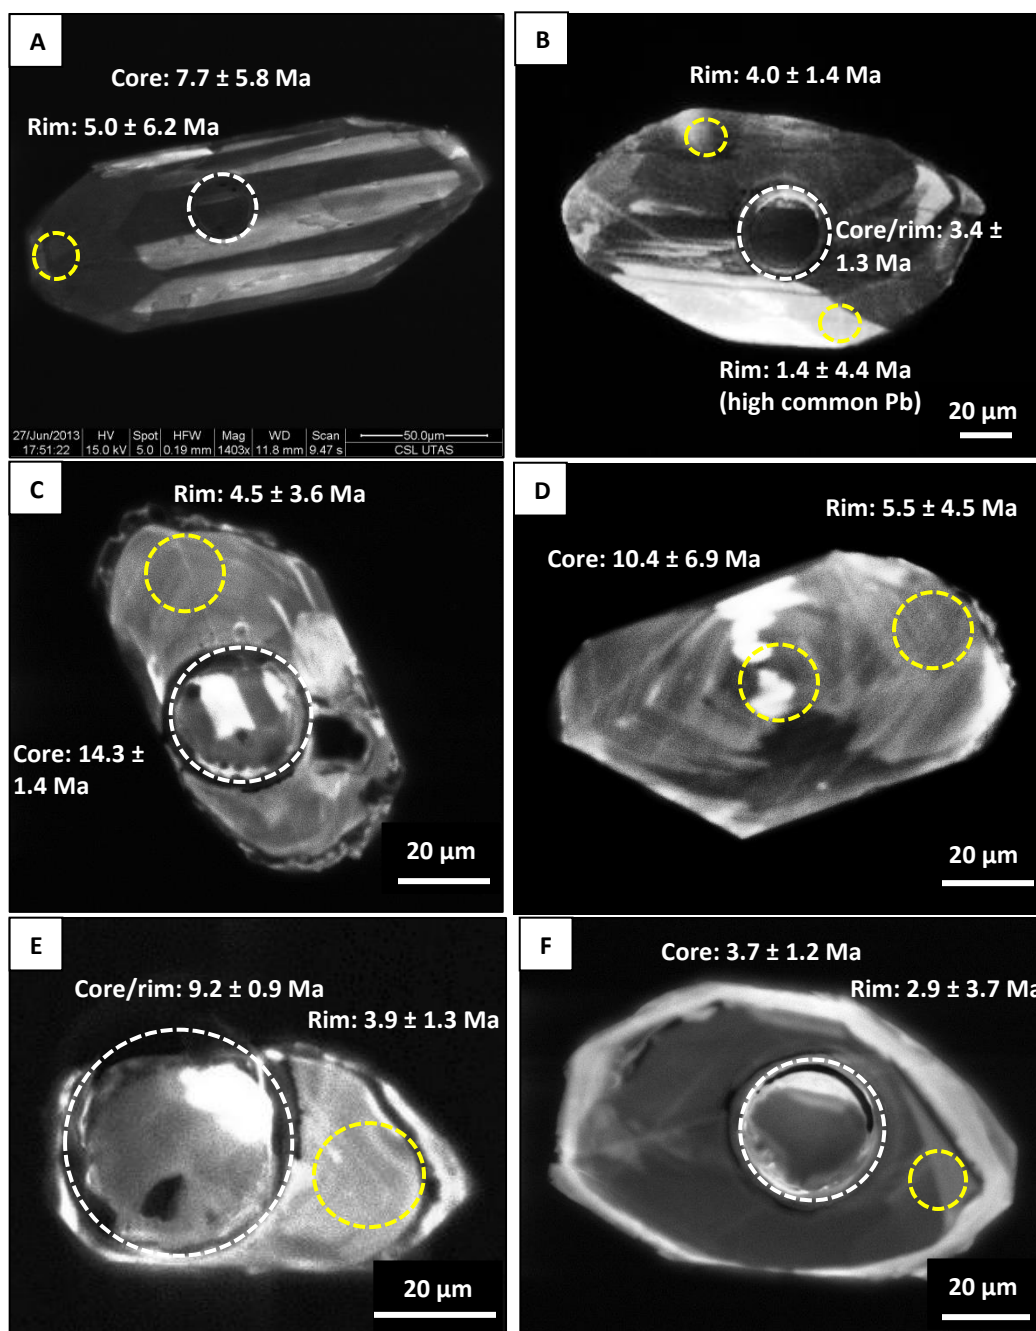 A
Core: 7.7 ± 5.8 Ma
Rim: 5.0 ± 6.2 Ma
27/Jun/2013 HV Spot HFW Mag WD Scan 50.0µm
17:51:22 15.0 kV 5.0 0.19 mm 1403x 11.8 mm 9.47 s CSL UTAS
B
Rim: 4.0 ± 1.4 Ma
Core/rim: 3.4 ±
1.3 Ma
Rim: 1.4 ± 4.4 Ma
(high common Pb)
20 µm
C
Rim: 4.5 ± 3.6 Ma
Core: 14.3 ±
1.4 Ma
20 µm
D
Rim: 5.5 ± 4.5 Ma
Core: 10.4 ± 6.9 Ma
20 µm
E
Core/rim: 9.2 ± 0.9 Ma
Rim: 3.9 ± 1.3 Ma
20 µm
F
Core: 3.7 ± 1.2 Ma
Rim: 2.9 ± 3.7 Ma
20 µm